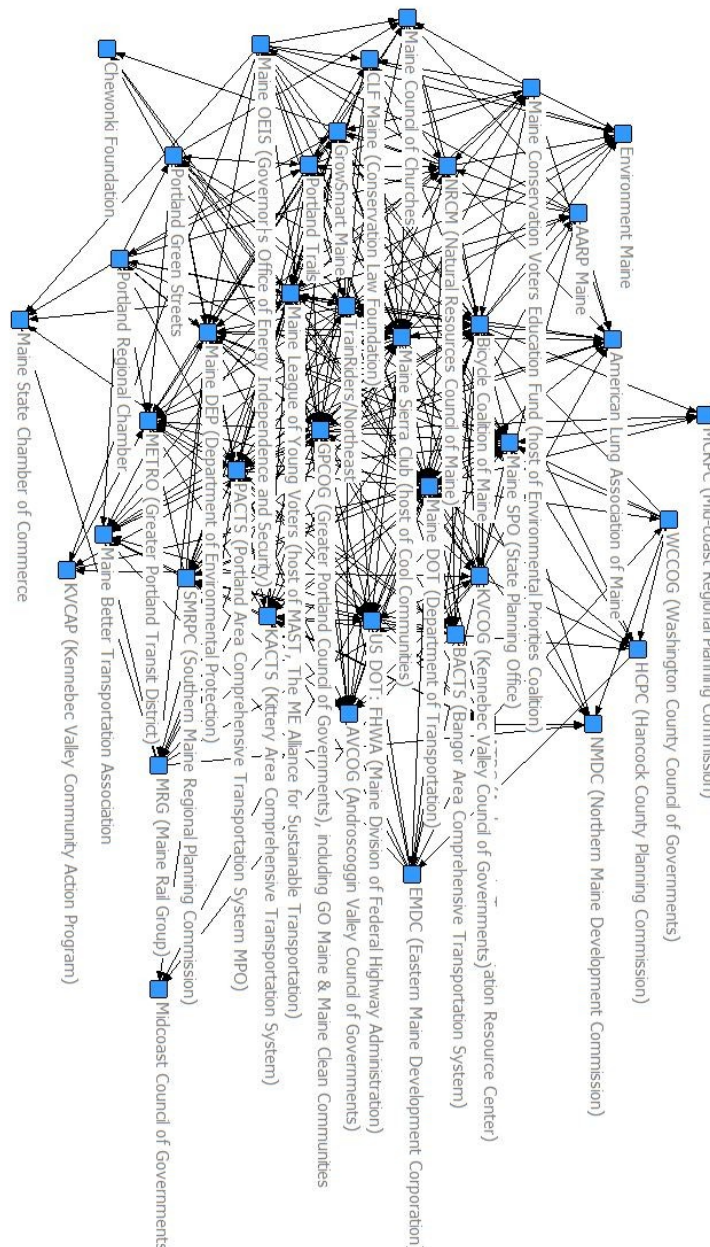 MCRPC (Mid-Coast Regional Planning Commission)
WCCOG (Washington County Council of Governments)
HCPC (Hancock County Planning Commission)
Environment Maine
American Lung Association of Maine
NMDC (Northern Maine Development Commission)
AARP Maine
Maine Conservation Voters Education Fund (host of Environmental Priorities Coalition)
Maine SPO (State Planning Office)
Resource Center)
Bicycle Coalition of Maine
KVCOG (Kennebec Valley Council of Governments)
BACTS (Bangor Area Comprehensive Transportation System)
NRCM (Natural Resources Council of Maine)
Maine DOT (Department of Transportation)
EMDC (Eastern Maine Development Corporation)
Maine Council of Churches
Maine Sierra Club (host of Cool Communities)
US DOT: FHWA (Maine Division of Federal Highway Administration)
CLF Maine (Conservation Law Foundation)
AVCOG (Androscoggin Valley Council of Governments)
Trainriders/Northeast
GrowSmart Maine
GPCOG (Greater Portland Council of Governments), including GO Maine & Maine Clean Communities
Portland Trails
Maine League of Young Voters (host of MAST, The ME Alliance for Sustainable Transportation)
KACTS (Kittery Area Comprehensive Transportation System)
Maine OEIS (Governor's Office of Energy Independence and Security)
PACTS (Portland Area Comprehensive Transportation System MPO)
Maine DEP (Department of Environmental Protection)
SMRPC (Southern Maine Regional Planning Commission)
Portland Green Streets
MRG (Maine Rail Group)
Midcoast Council of Governments
METRO (Greater Portland Transit District)
Portland Regional Chamber
Chewonki Foundation
Maine Better Transportation Association
KVCAP (Kennebec Valley Community Action Program)
Maine State Chamber of Commerce